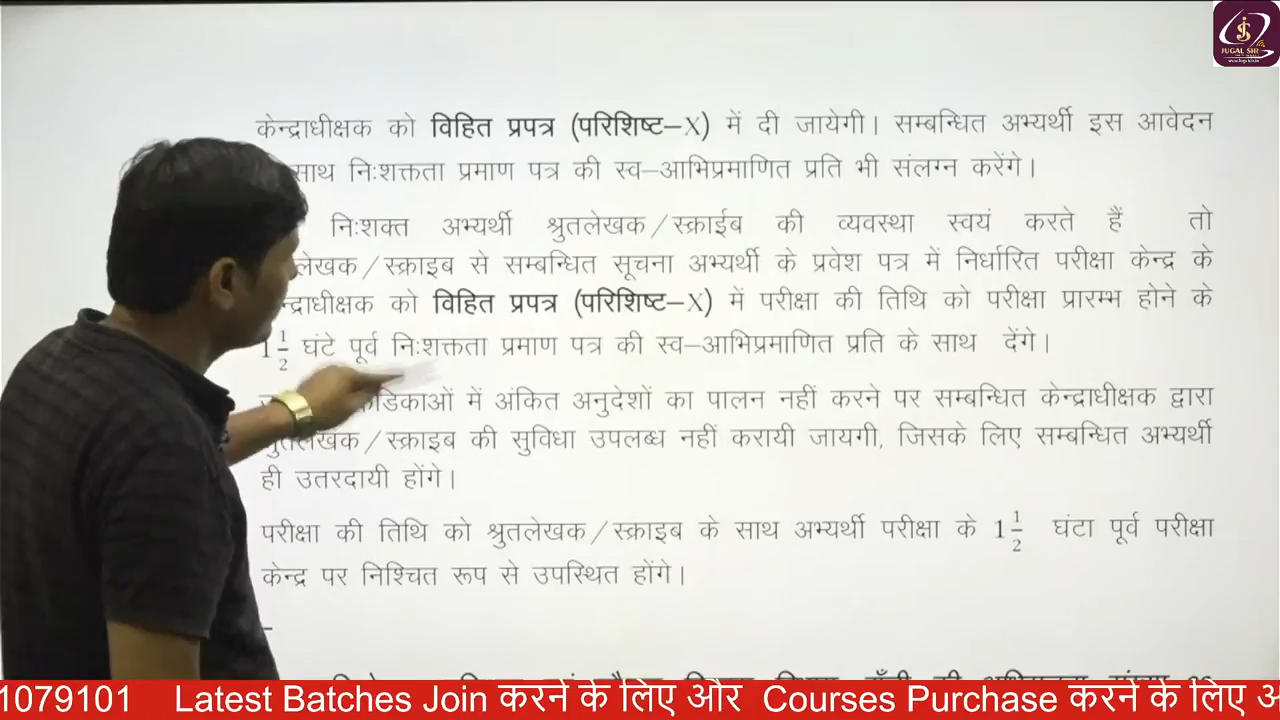 JUGAL SIR
केन्द्राधीक्षक को विहित प्रपत्र (परिशिष्ट–X) में दी जायेगी। सम्बन्धित अभ्यर्थी इस आवेदन
साथ निःशक्तता प्रमाण पत्र की स्व–आभिप्रमाणित प्रति भी संलग्न करेंगे।
निःशक्त अभ्यर्थी श्रुतलेखक/स्क्राईब की व्यवस्था स्वयं करते हैं तो
लेखक/स्क्राइब से सम्बन्धित सूचना अभ्यर्थी के प्रवेश पत्र में निर्धारित परीक्षा केन्द्र के
न्द्राधीक्षक को विहित प्रपत्र (परिशिष्ट–X) में परीक्षा की तिथि को परीक्षा प्रारम्भ होने के
1 1/2 घंटे पूर्व निःशक्तता प्रमाण पत्र की स्व–आभिप्रमाणित प्रति के साथ देंगे।
कंडिकाओं में अंकित अनुदेशों का पालन नहीं करने पर सम्बन्धित केन्द्राधीक्षक द्वारा
श्रुतलेखक/स्क्राइब की सुविधा उपलब्ध नहीं करायी जायगी, जिसके लिए सम्बन्धित अभ्यर्थी
ही उतरदायी होंगे।
परीक्षा की तिथि को श्रुतलेखक/स्क्राइब के साथ अभ्यर्थी परीक्षा के 1 1/2 घंटा पूर्व परीक्षा
केन्द्र पर निश्चित रूप से उपस्थित होंगे।
1079101 Latest Batches Join करने के लिए और Courses Purchase करने के लिए